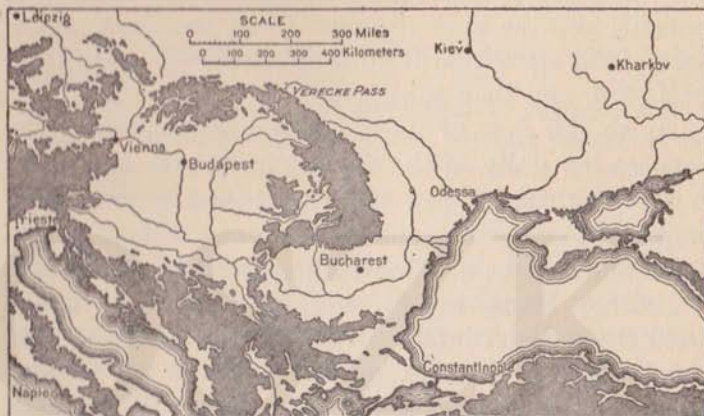 Leipzig
SCALE
0 100 200 300 Miles
0 100 200 300 400 Kilometers
Kiev
Kharkov
VERECKE PASS
Vienna
Budapest
Odessa
Trieste
Bucharest
Constantinople
Naples